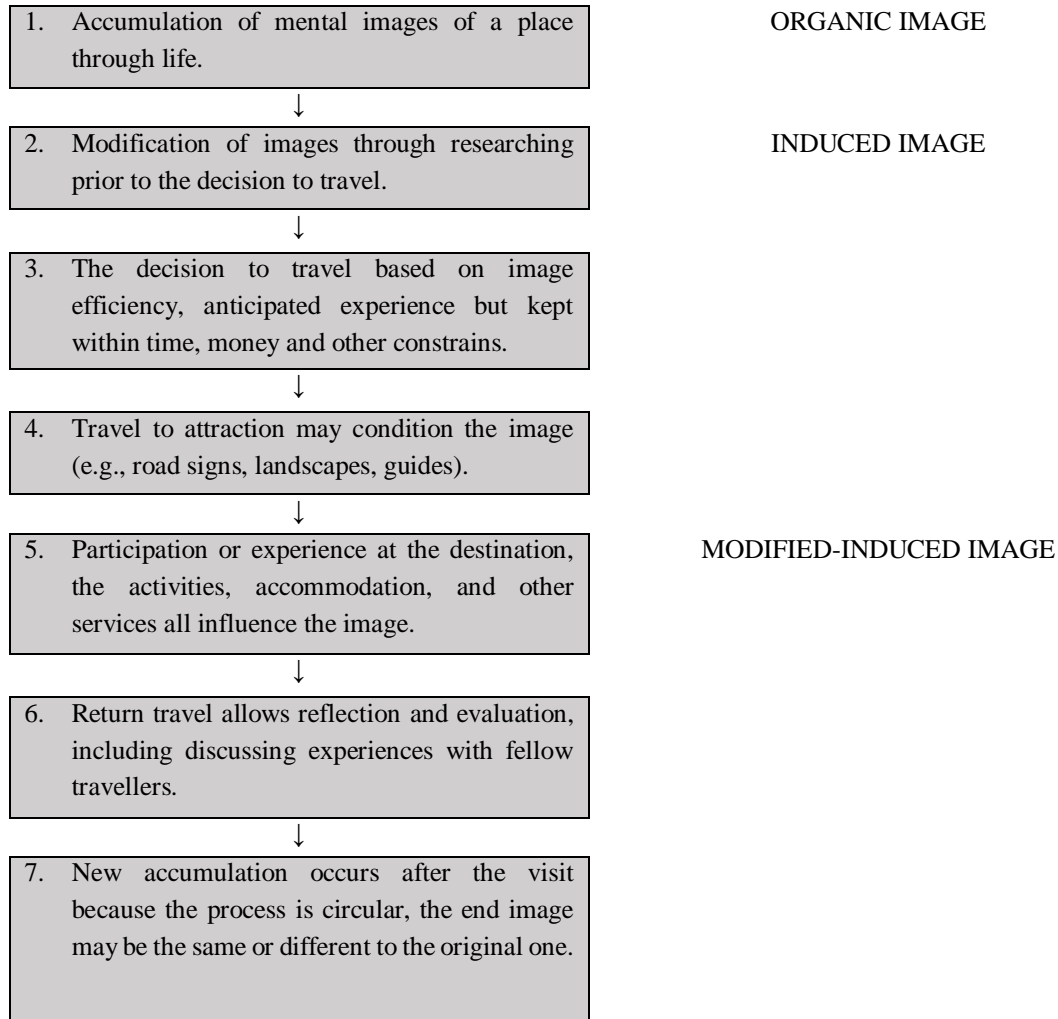 1. Accumulation of mental images of a place
through life.
ORGANIC IMAGE
↓
2. Modification of images through researching
prior to the decision to travel.
INDUCED IMAGE
↓
3. The decision to travel based on image
efficiency, anticipated experience but kept
within time, money and other constrains.
↓
4. Travel to attraction may condition the image
(e.g., road signs, landscapes, guides).
↓
5. Participation or experience at the destination,
the activities, accommodation, and other
services all influence the image.
MODIFIED-INDUCED IMAGE
↓
6. Return travel allows reflection and evaluation,
including discussing experiences with fellow
travellers.
↓
7. New accumulation occurs after the visit
because the process is circular, the end image
may be the same or different to the original one.